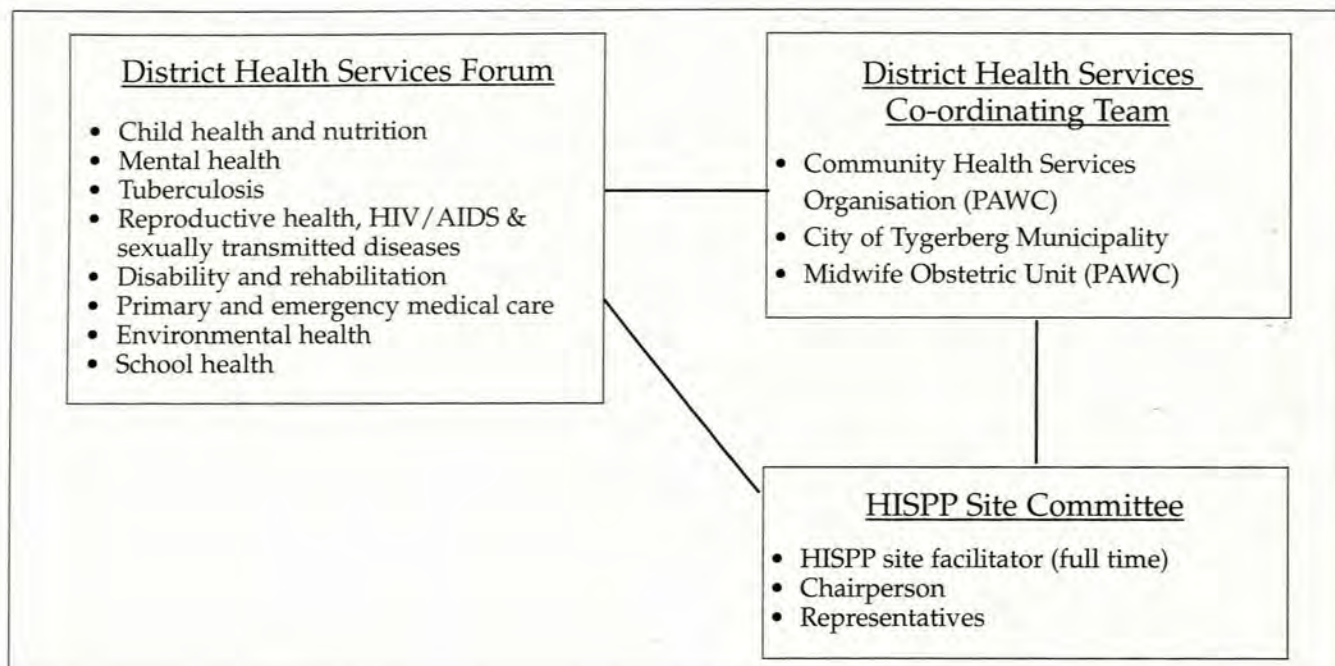 District Health Services Forum
• Child health and nutrition
• Mental health
• Tuberculosis
• Reproductive health, HIV/AIDS &
sexually transmitted diseases
• Disability and rehabilitation
• Primary and emergency medical care
• Environmental health
• School health
District Health Services
Co-ordinating Team
• Community Health Services
Organisation (PAWC)
• City of Tygerberg Municipality
• Midwife Obstetric Unit (PAWC)
HISPP Site Committee
• HISPP site facilitator (full time)
• Chairperson
• Representatives